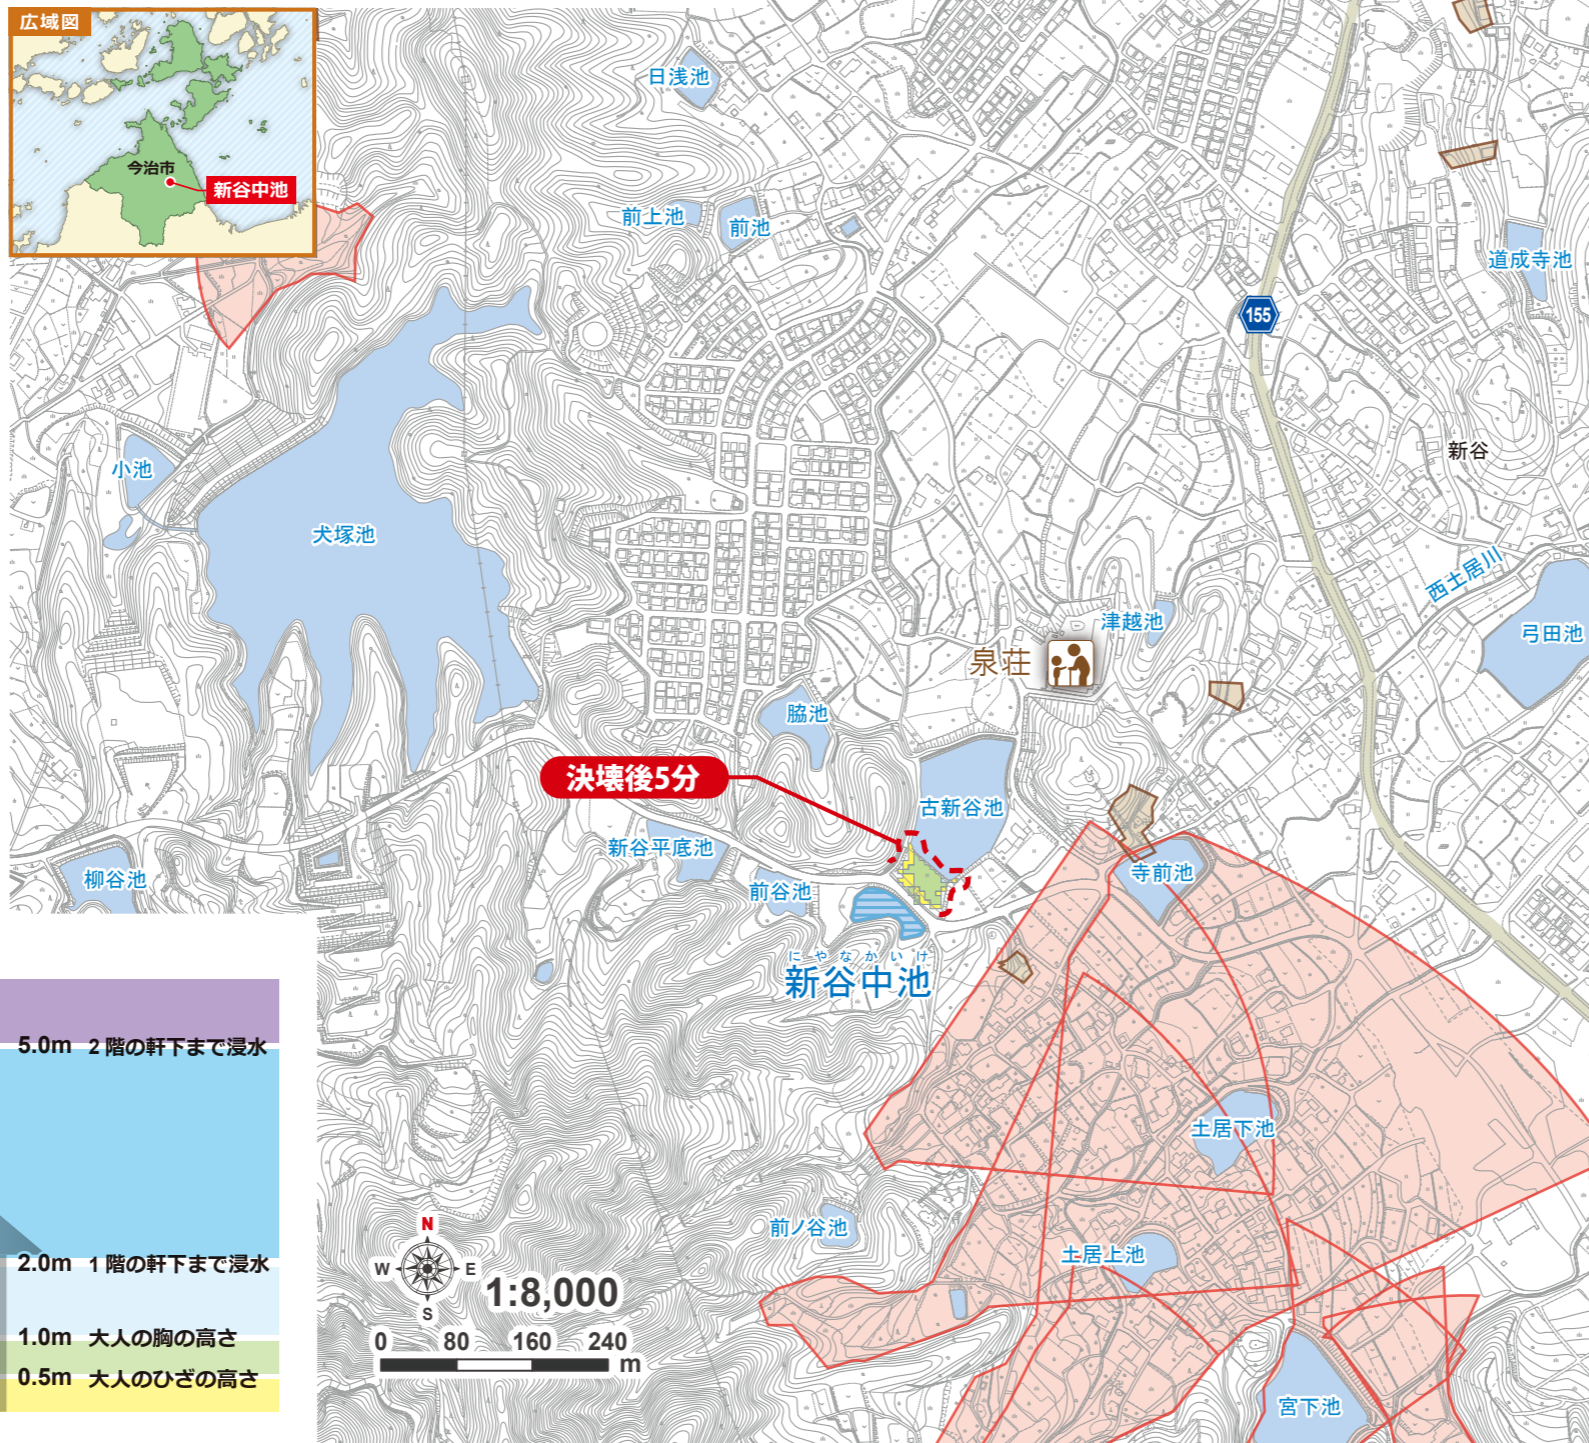 広域図
今治市
新谷中池
日浅池
前上池
前池
道成寺池
155
新谷
小池
犬塚池
西土居川
津越池
弓田池
泉荘
脇池
決壊後5分
古新谷池
新谷平底池
寺前池
柳谷池
前谷池
にやなかいけ
新谷中池
5.0m 2階の軒下まで浸水
土居下池
前ノ谷池
土居上池
2.0m 1階の軒下まで浸水
N
W E
S
1:8,000
1.0m 大人の胸の高さ
0 80 160 240
m
0.5m 大人のひざの高さ
宮下池